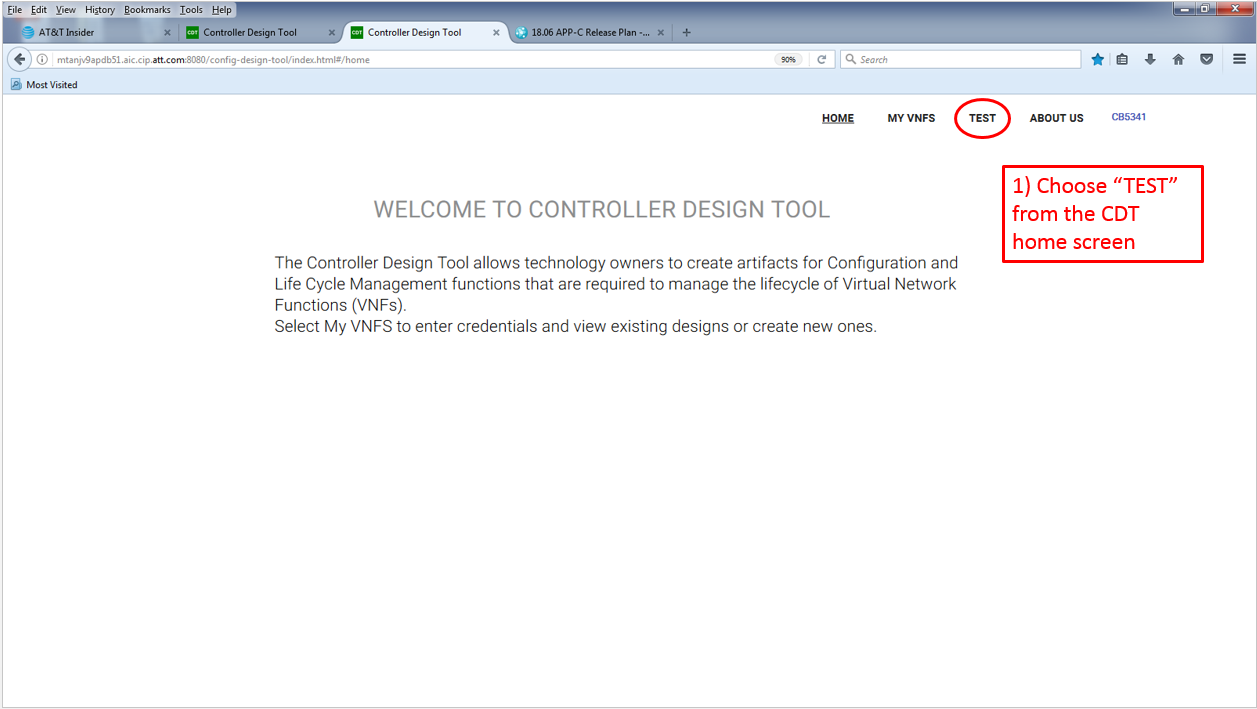 File Edit View History Bookmarks Tools Help
AT&T Insider
CDT Controller Design Tool
CDT Controller Design Tool
18.06 APP-C Release Plan -...
mtanjv9apdb51.aic.cip.att.com:8080/config-design-tool/index.html#/home
90%
Search
Most Visited
HOME MY VNFS TEST ABOUT US CB5341
1) Choose “TEST”
from the CDT
home screen
WELCOME TO CONTROLLER DESIGN TOOL
The Controller Design Tool allows technology owners to create artifacts for Configuration and
Life Cycle Management functions that are required to manage the lifecycle of Virtual Network
Functions (VNFs).
Select My VNFS to enter credentials and view existing designs or create new ones.